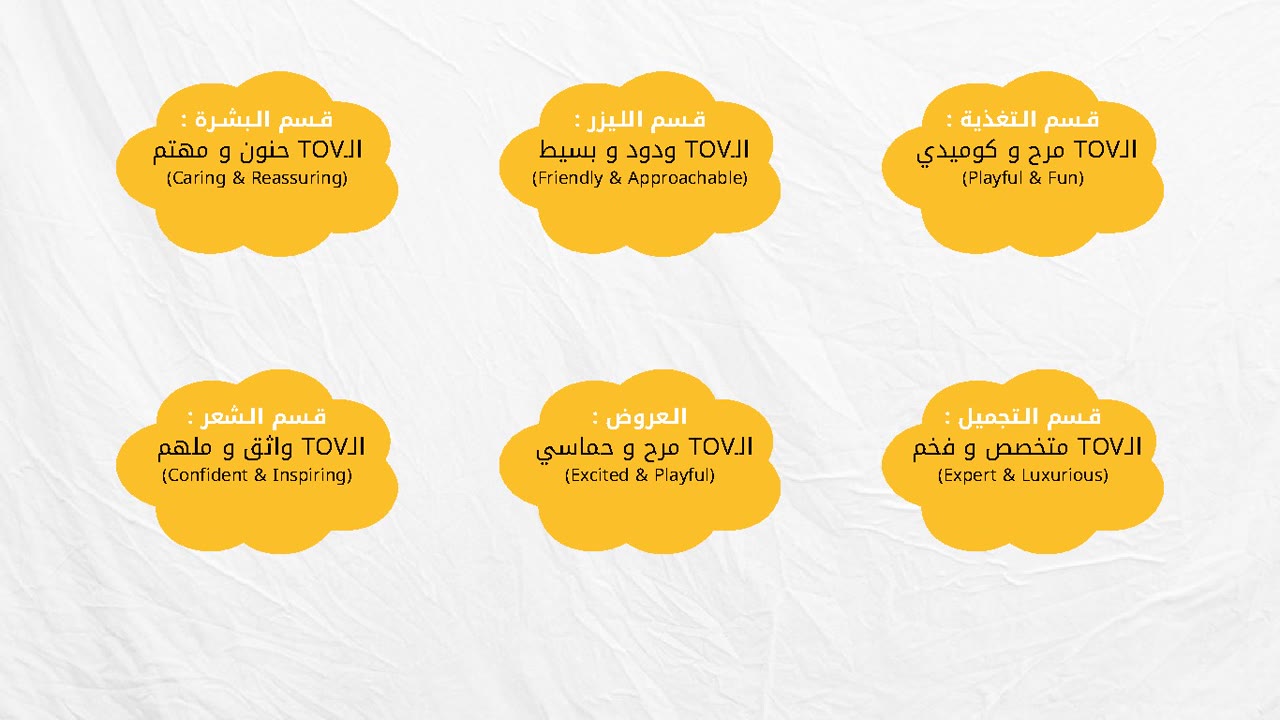 قسم التغذية :
الـTOV مرح و كوميدي
(Playful & Fun)
قسم الليزر :
الـTOV ودود و بسيط
(Friendly & Approachable)
قسم البشرة :
الـTOV حنون و مهتم
(Caring & Reassuring)
قسم التجميل :
الـTOV متخصص و فخم
(Expert & Luxurious)
العروض :
الـTOV مرح و حماسي
(Excited & Playful)
قسم الشعر :
الـTOV واثق و ملهم
(Confident & Inspiring)